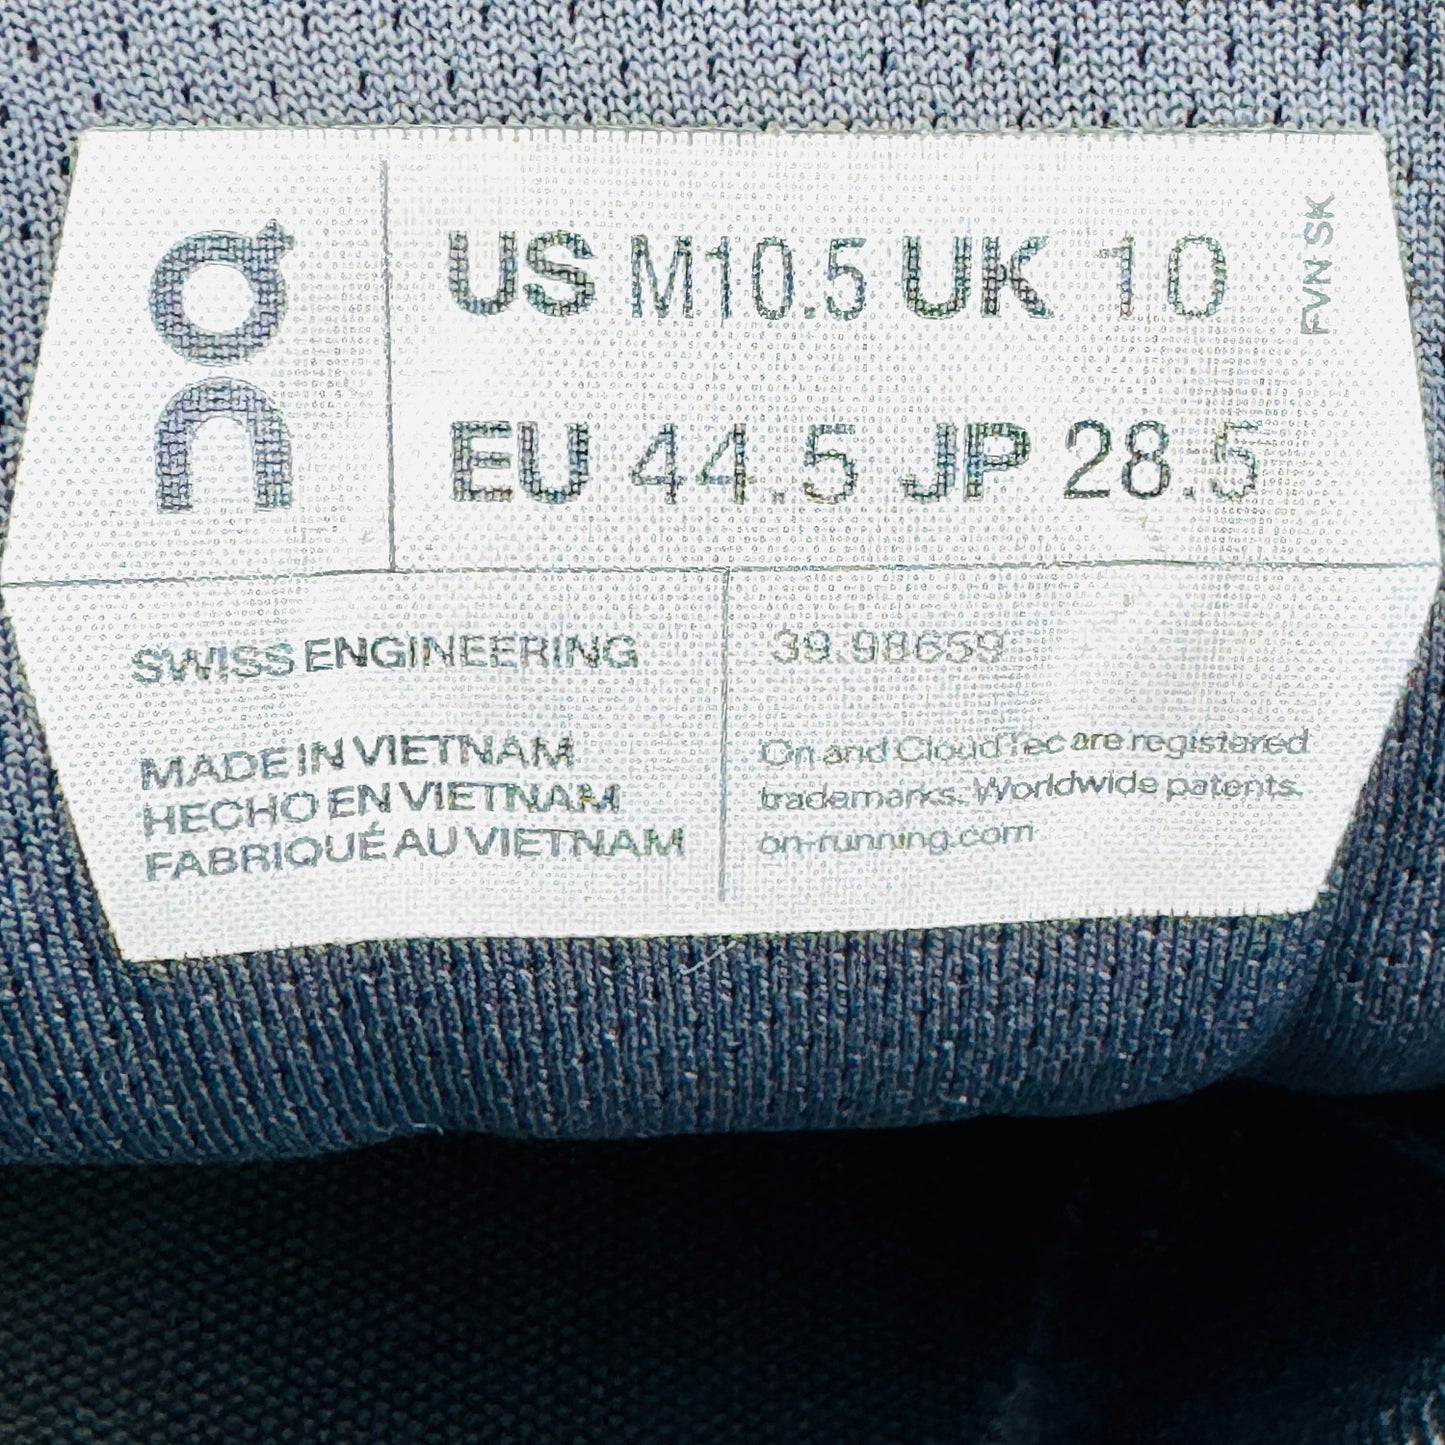 On
US M10.5 UK 10
EU 44.5 JP 28.5
FVN SK
SWISS ENGINEERING
MADE IN VIETNAM
HECHO EN VIETNAM
FABRIQUÉ AU VIETNAM
39.98659
On and CloudTec are registered
trademarks. Worldwide patents.
on-running.com